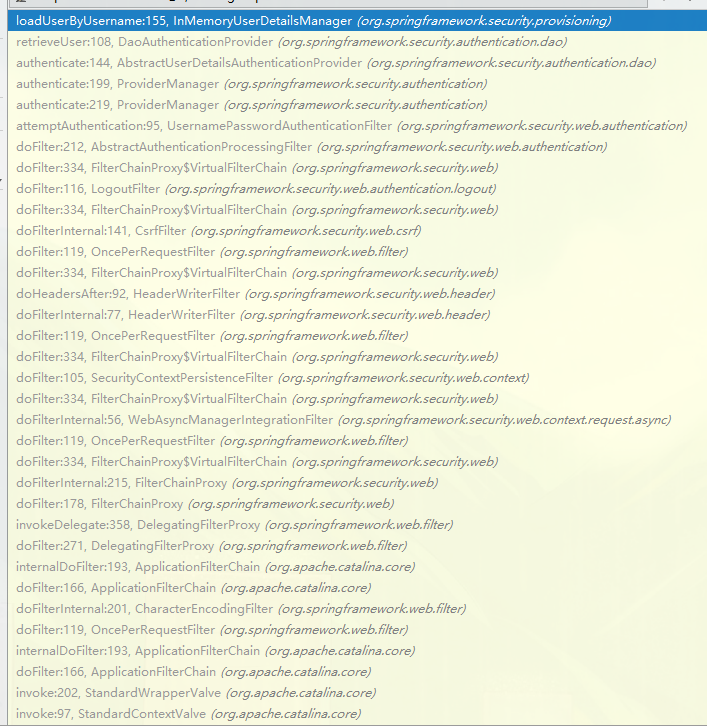 loadUserByUsername:155, InMemoryUserDetailsManager (org.springframework.security.provisioning)
retrieveUser:108, DaoAuthenticationProvider (org.springframework.security.authentication.dao)
authenticate:144, AbstractUserDetailsAuthenticationProvider (org.springframework.security.authentication.dao)
authenticate:199, ProviderManager (org.springframework.security.authentication)
authenticate:219, ProviderManager (org.springframework.security.authentication)
attemptAuthentication:95, UsernamePasswordAuthenticationFilter (org.springframework.security.web.authentication)
doFilter:212, AbstractAuthenticationProcessingFilter (org.springframework.security.web.authentication)
doFilter:334, FilterChainProxy$VirtualFilterChain (org.springframework.security.web)
doFilter:116, LogoutFilter (org.springframework.security.web.authentication.logout)
doFilter:334, FilterChainProxy$VirtualFilterChain (org.springframework.security.web)
doFilterInternal:141, CsrfFilter (org.springframework.security.web.csrf)
doFilter:119, OncePerRequestFilter (org.springframework.web.filter)
doFilter:334, FilterChainProxy$VirtualFilterChain (org.springframework.security.web)
doHeadersAfter:92, HeaderWriterFilter (org.springframework.security.web.header)
doFilterInternal:77, HeaderWriterFilter (org.springframework.security.web.header)
doFilter:119, OncePerRequestFilter (org.springframework.web.filter)
doFilter:334, FilterChainProxy$VirtualFilterChain (org.springframework.security.web)
doFilter:105, SecurityContextPersistenceFilter (org.springframework.security.web.context)
doFilter:334, FilterChainProxy$VirtualFilterChain (org.springframework.security.web)
doFilterInternal:56, WebAsyncManagerIntegrationFilter (org.springframework.security.web.context.request.async)
doFilter:119, OncePerRequestFilter (org.springframework.web.filter)
doFilter:334, FilterChainProxy$VirtualFilterChain (org.springframework.security.web)
doFilterInternal:215, FilterChainProxy (org.springframework.security.web)
doFilter:178, FilterChainProxy (org.springframework.security.web)
invokeDelegate:358, DelegatingFilterProxy (org.springframework.web.filter)
doFilter:271, DelegatingFilterProxy (org.springframework.web.filter)
internalDoFilter:193, ApplicationFilterChain (org.apache.catalina.core)
doFilter:166, ApplicationFilterChain (org.apache.catalina.core)
doFilterInternal:201, CharacterEncodingFilter (org.springframework.web.filter)
doFilter:119, OncePerRequestFilter (org.springframework.web.filter)
internalDoFilter:193, ApplicationFilterChain (org.apache.catalina.core)
doFilter:166, ApplicationFilterChain (org.apache.catalina.core)
invoke:202, StandardWrapperValve (org.apache.catalina.core)
invoke:97, StandardContextValve (org.apache.catalina.core)